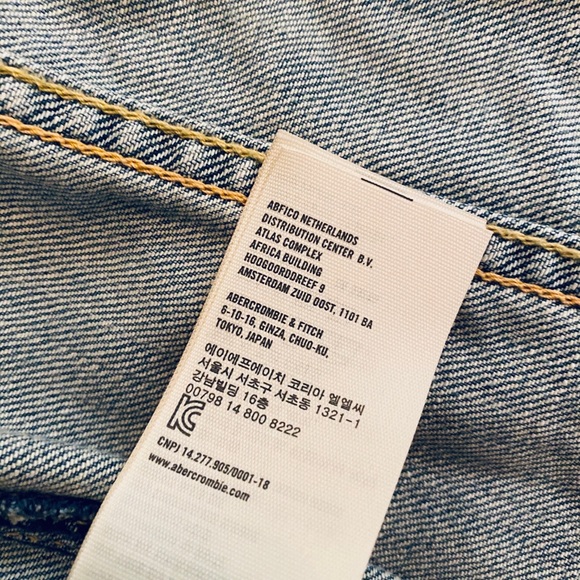 ABFICO NETHERLANDS
DISTRIBUTION CENTER B.V.
ATLAS COMPLEX
AFRICA BUILDING
HOOGOORDDREEF 9
AMSTERDAM ZUID OOST, 1101 BA
ABERCROMBIE & FITCH
6-10-16, GINZA, CHUO-KU,
TOKYO, JAPAN
에이에프에이치 코리아 엘엘씨
서울시 서초구 서초동 1321-1
강남빌딩 16층
00798 14 800 8222
KC
CNPJ 14.277.905/0001-18
www.abercrombie.com